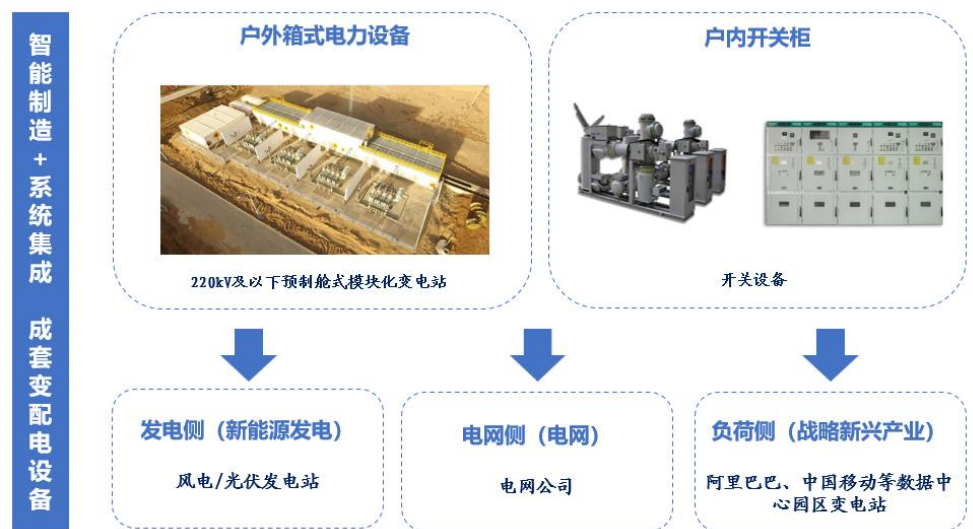 智能制造+系统集成 成套变配电设备
户外箱式电力设备
220kV及以下预制舱式模块化变电站
户内开关柜
开关设备
发电侧（新能源发电）
风电/光伏发电站
电网侧（电网）
电网公司
负荷侧（战略新兴产业）
阿里巴巴、中国移动等数据中
心园区变电站